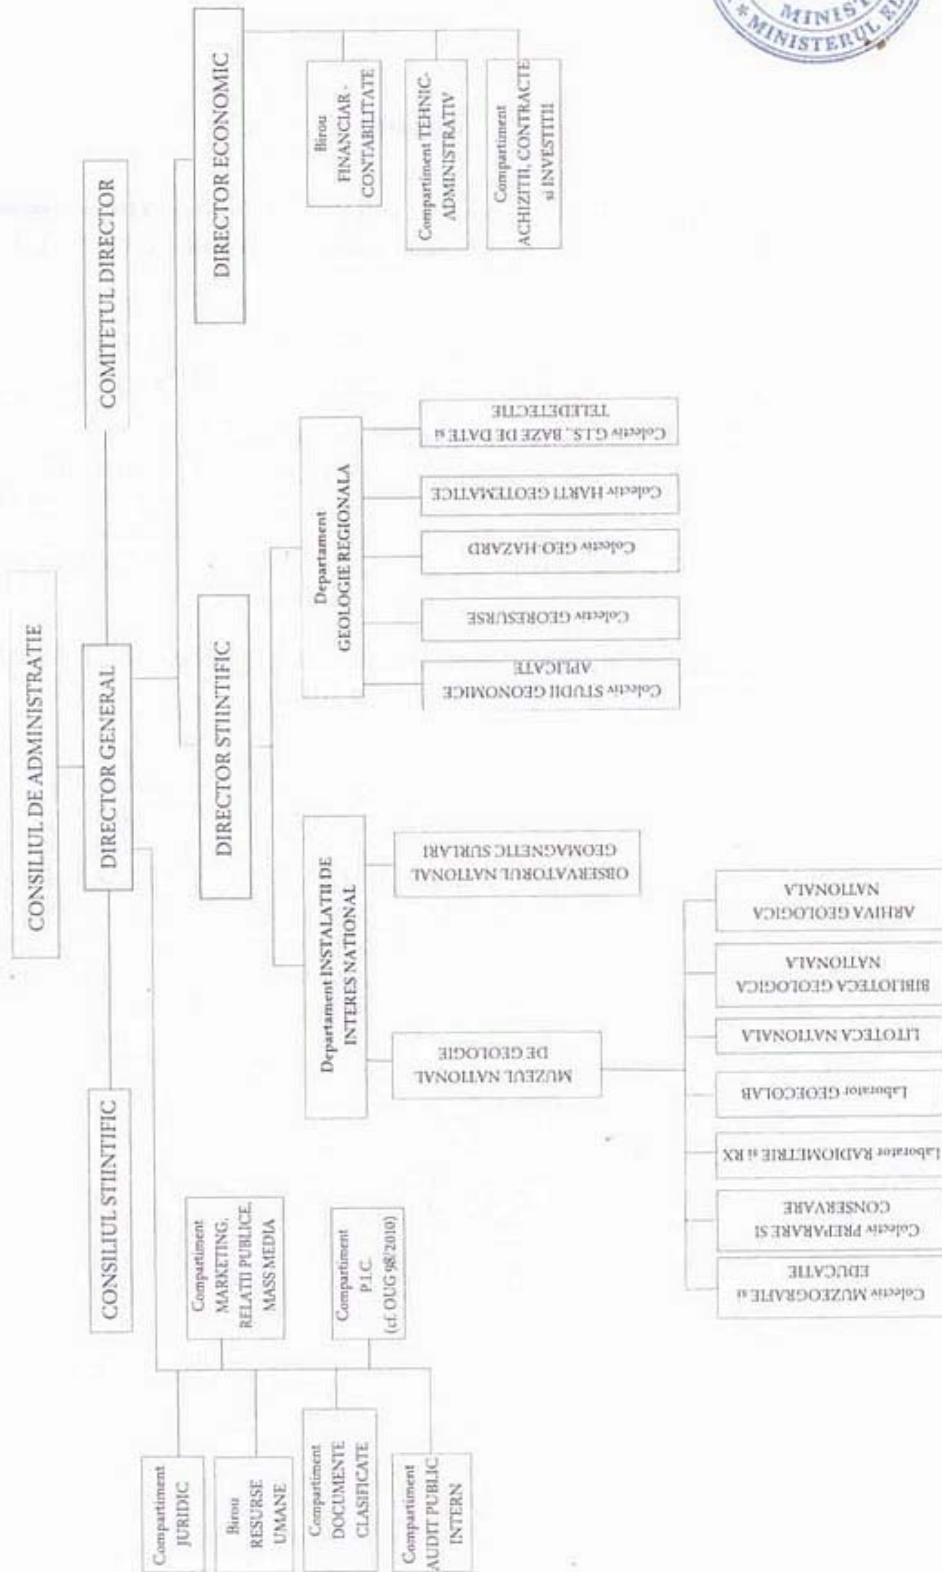 CONSILIUL DE ADMINISTRATIE
CONSILIUL STIINTIFIC
DIRECTOR GENERAL
COMITETUL DIRECTOR
Compartiment
JURIDIC
Birou
RESURSE
UMANE
Compartiment
DOCUMENTE
CLASIFICATE
Compartiment
AUDIT PUBLIC
INTERN
Compartiment
MARKETING,
RELATII PUBLICE,
MASS MEDIA
Compartiment
P.I.C.
(cf. OUG 98/2010)
DIRECTOR STIINTIFIC
DIRECTOR ECONOMIC
Departament INSTALATII DE
INTERES NATIONAL
Departament
GEOLOGIE REGIONALA
Birou
FINANCIAR -
CONTABILITATE
Compartiment TEHNIC-
ADMINISTRATIV
Compartiment
ACHIZITII, CONTRACTE
si INVESTITII
MUZEUL NATIONAL
DE GEOLOGIE
OBSERVATORUL NATIONAL
GEOMAGNETIC SURLARI
Colectiv STUDII GEONOMICE
APLICATE
Colectiv GEORESURSE
Colectiv GEO-HAZARD
Colectiv HARTI GEOTEMATICE
Colectiv G.I.S., BAZE DE DATE si
TELEDETECTIE
Colectiv MUZEOGRAFIE si
EDUCATIE
Colectiv PREPARARE SI
CONSERVARE
Laborator RADIOMETRIE si RX
Laborator GEOECOLAB
LITOTECA NATIONALA
BIBLIOTECA GEOLOGICA
NATIONALA
ARHIVA GEOLOGICA
NATIONALA
MINISTERUL